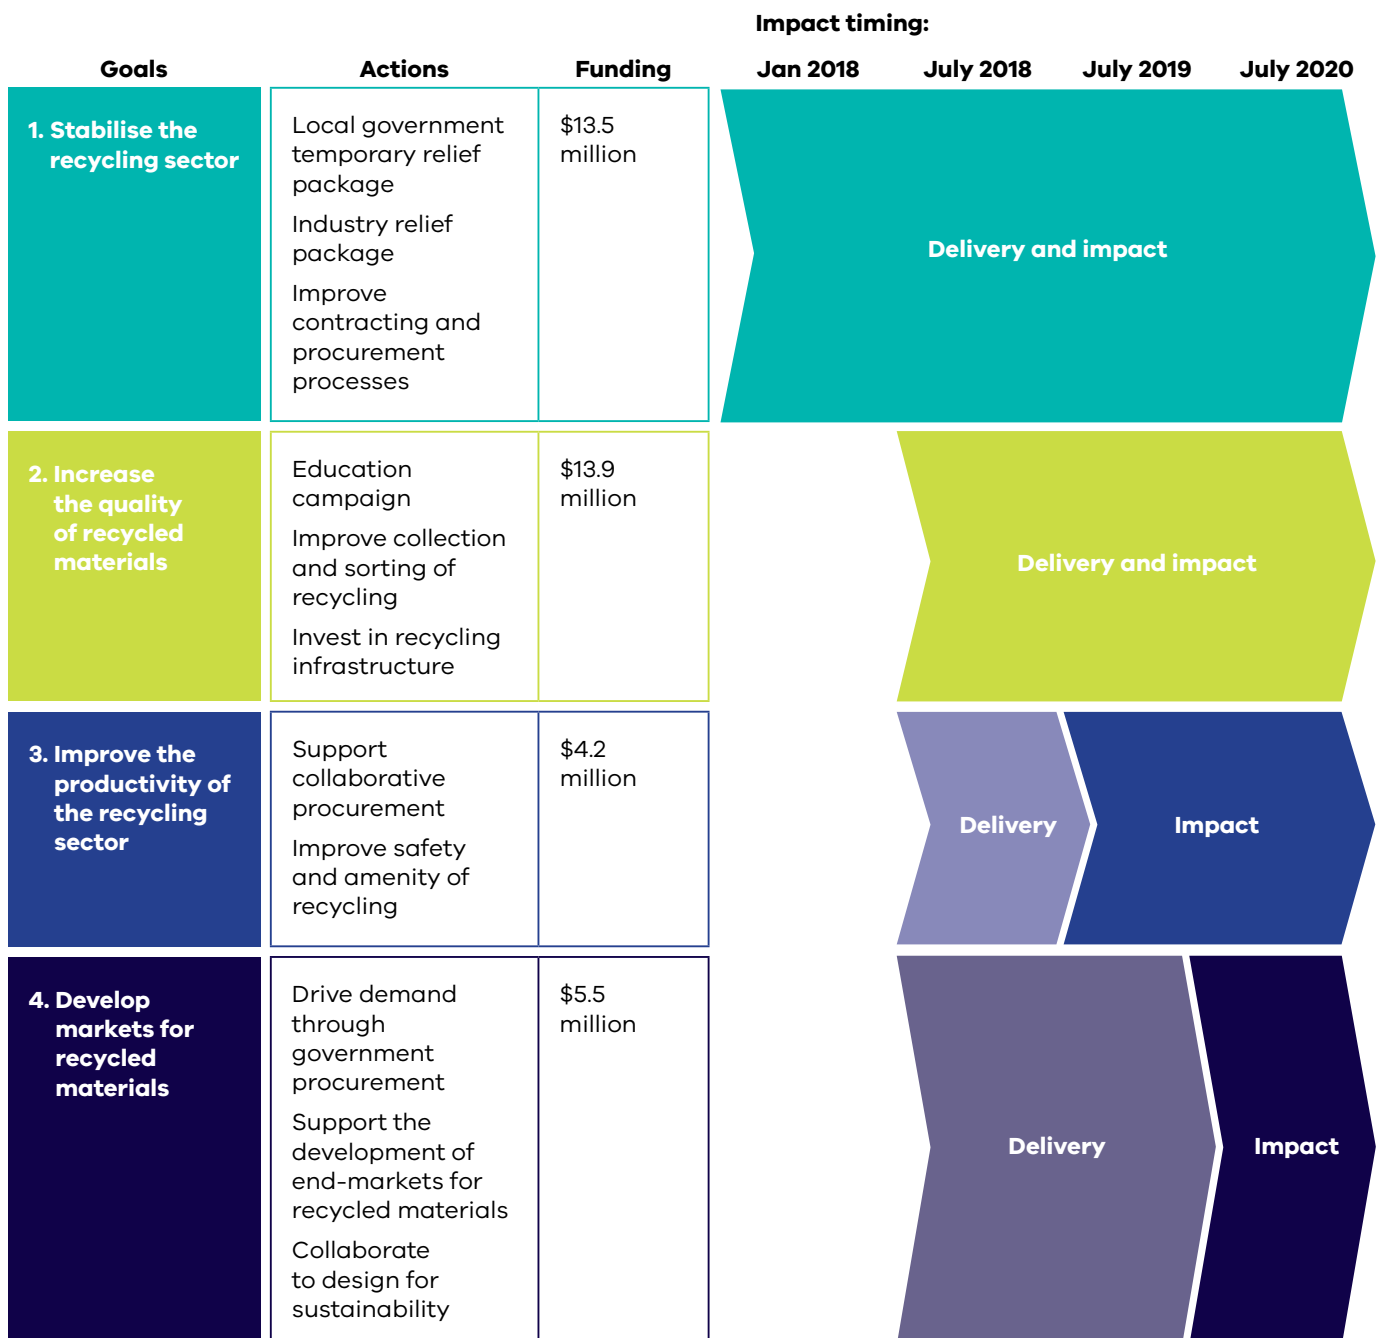 Impact timing:
Goals Actions Funding Jan 2018 July 2018 July 2019 July 2020
1. Stabilise the
recycling sector
Local government
temporary relief
package
Industry relief
package
Improve
contracting and
procurement
processes
$13.5
million
Delivery and impact
2. Increase
the quality
of recycled
materials
Education
campaign
Improve collection
and sorting of
recycling
Invest in recycling
infrastructure
$13.9
million
Delivery and impact
3. Improve the
productivity of
the recycling
sector
Support
collaborative
procurement
Improve safety
and amenity of
recycling
$4.2
million
Delivery
Impact
4. Develop
markets for
recycled
materials
Drive demand
through
government
procurement
Support the
development of
end-markets for
recycled materials
Collaborate
to design for
sustainability
$5.5
million
Delivery
Impact